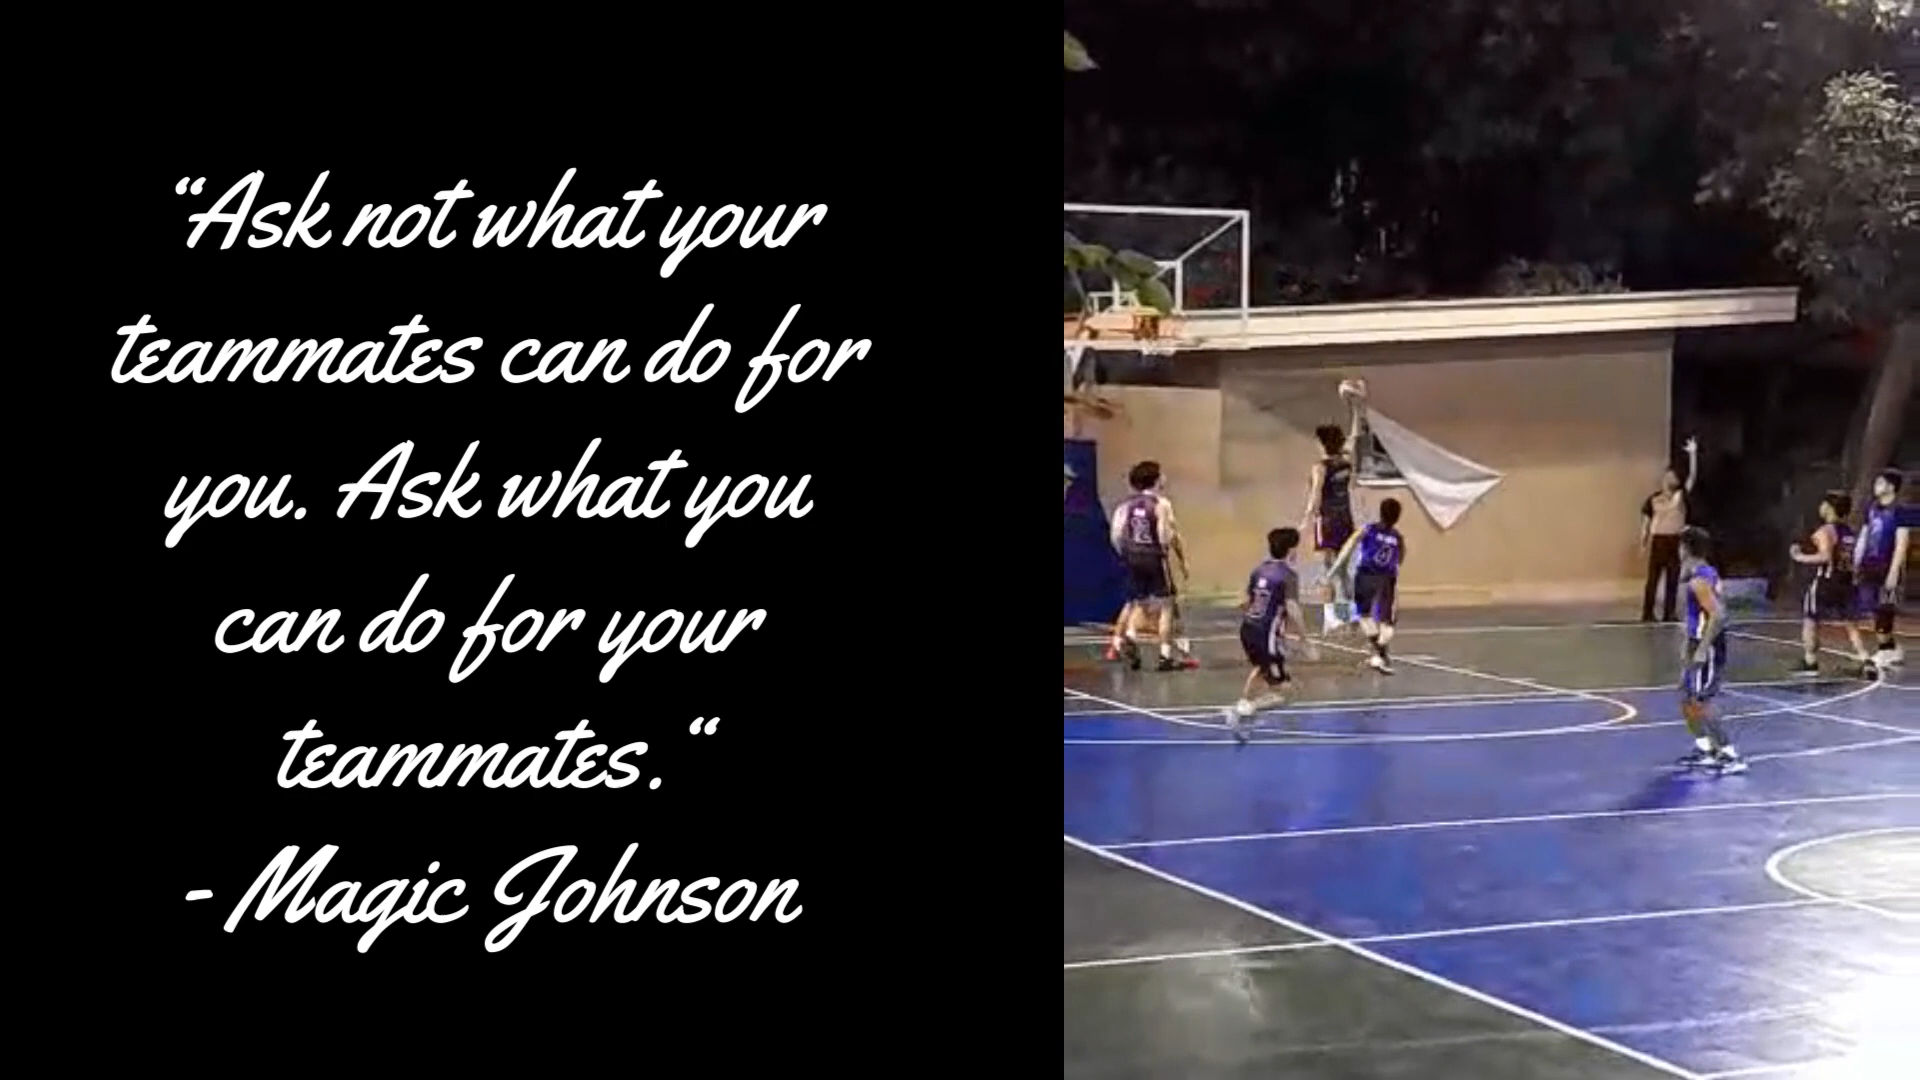 “Ask not what your
teammates can do for
you. Ask what you
can do for your
teammates.“
- Magic Johnson